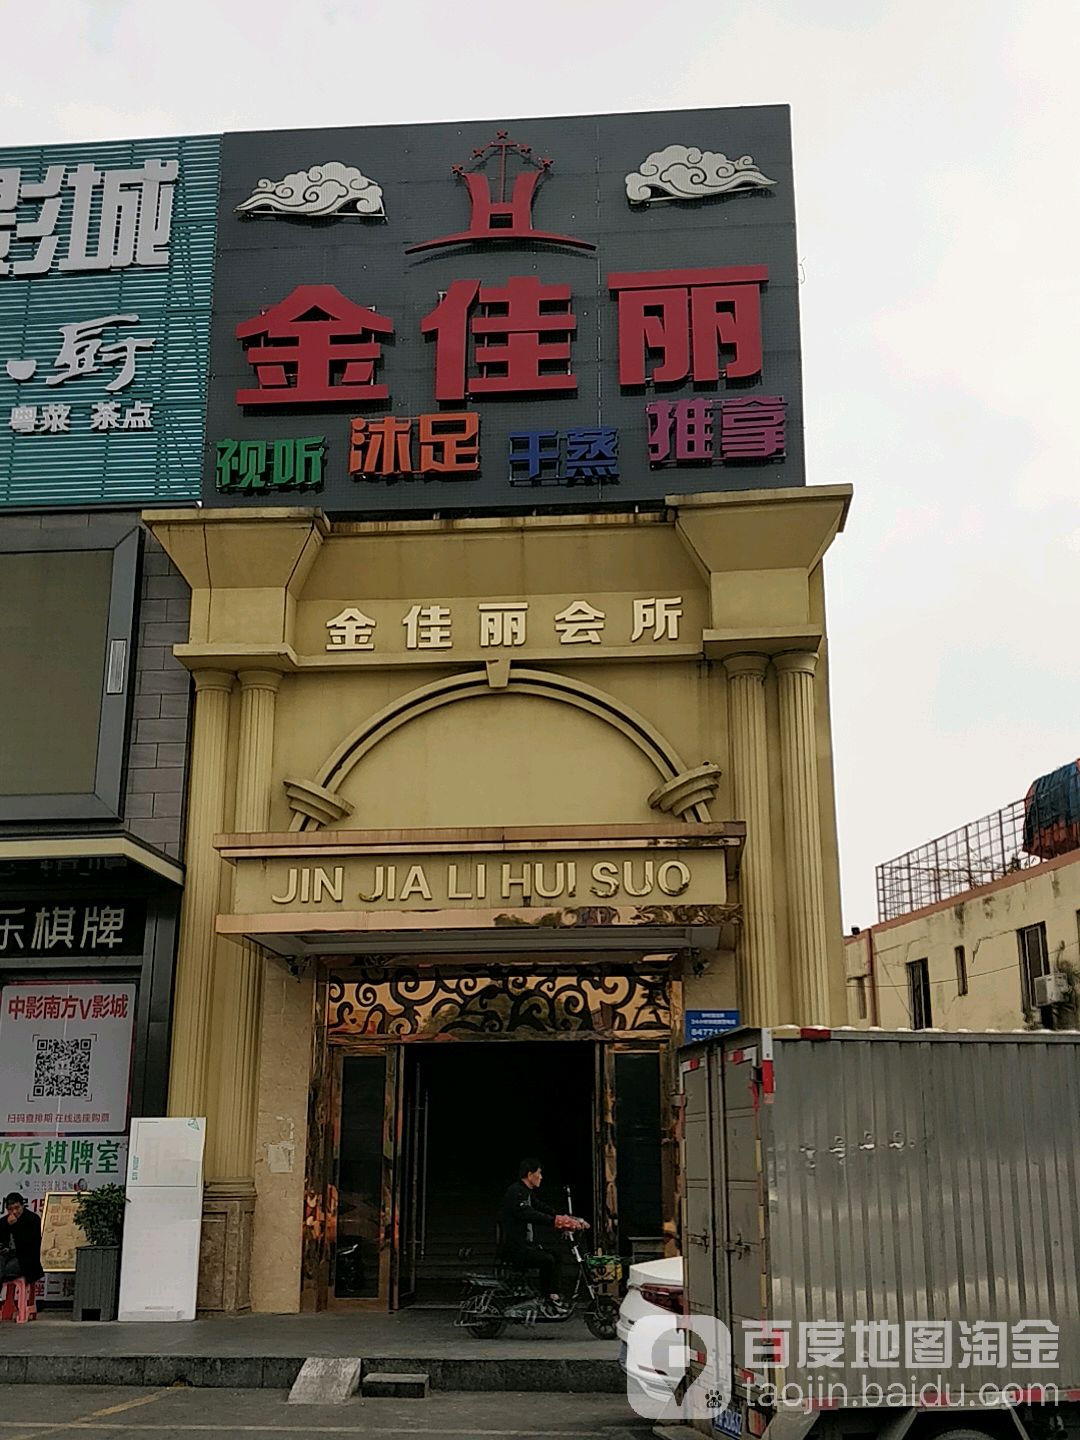 影城
·厨
粤菜 茶点
金佳丽
视听 沐足 干蒸 推拿
金佳丽会所
JIN JIA LI HUI SUO
乐棋牌
中影南方V影城
扫码查排期 在线选座购票
欢乐棋牌室
百度地图淘金
taojin.baidu.com